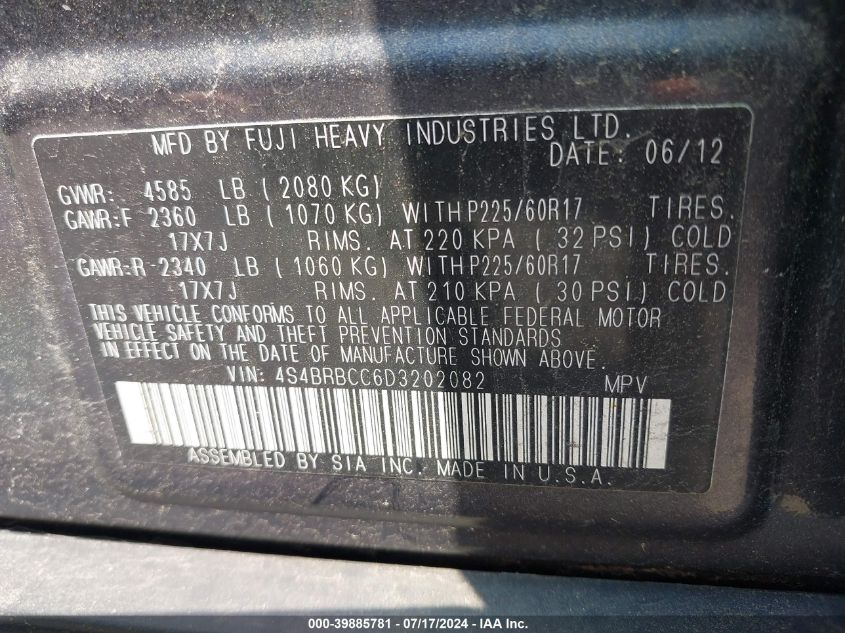 MFD BY FUJI HEAVY INDUSTRIES LTD.
DATE: 06/12
GVWR: 4585 LB ( 2080 KG)
GAWR:F 2360 LB ( 1070 KG) WITH P225/60R17 TIRES.
17X7J RIMS. AT 220 KPA ( 32 PSI) COLD
GAWR:R 2340 LB ( 1060 KG) WITH P225/60R17 TIRES.
17X7J RIMS. AT 210 KPA ( 30 PSI) COLD
THIS VEHICLE CONFORMS TO ALL APPLICABLE FEDERAL MOTOR
VEHICLE SAFETY AND THEFT PREVENTION STANDARDS
IN EFFECT ON THE DATE OF MANUFACTURE SHOWN ABOVE.
VIN: 4S4BRBCC6D3202082 MPV
ASSEMBLED BY SIA INC. MADE IN U.S.A.
000-39885781 - 07/17/2024 - IAAI.com